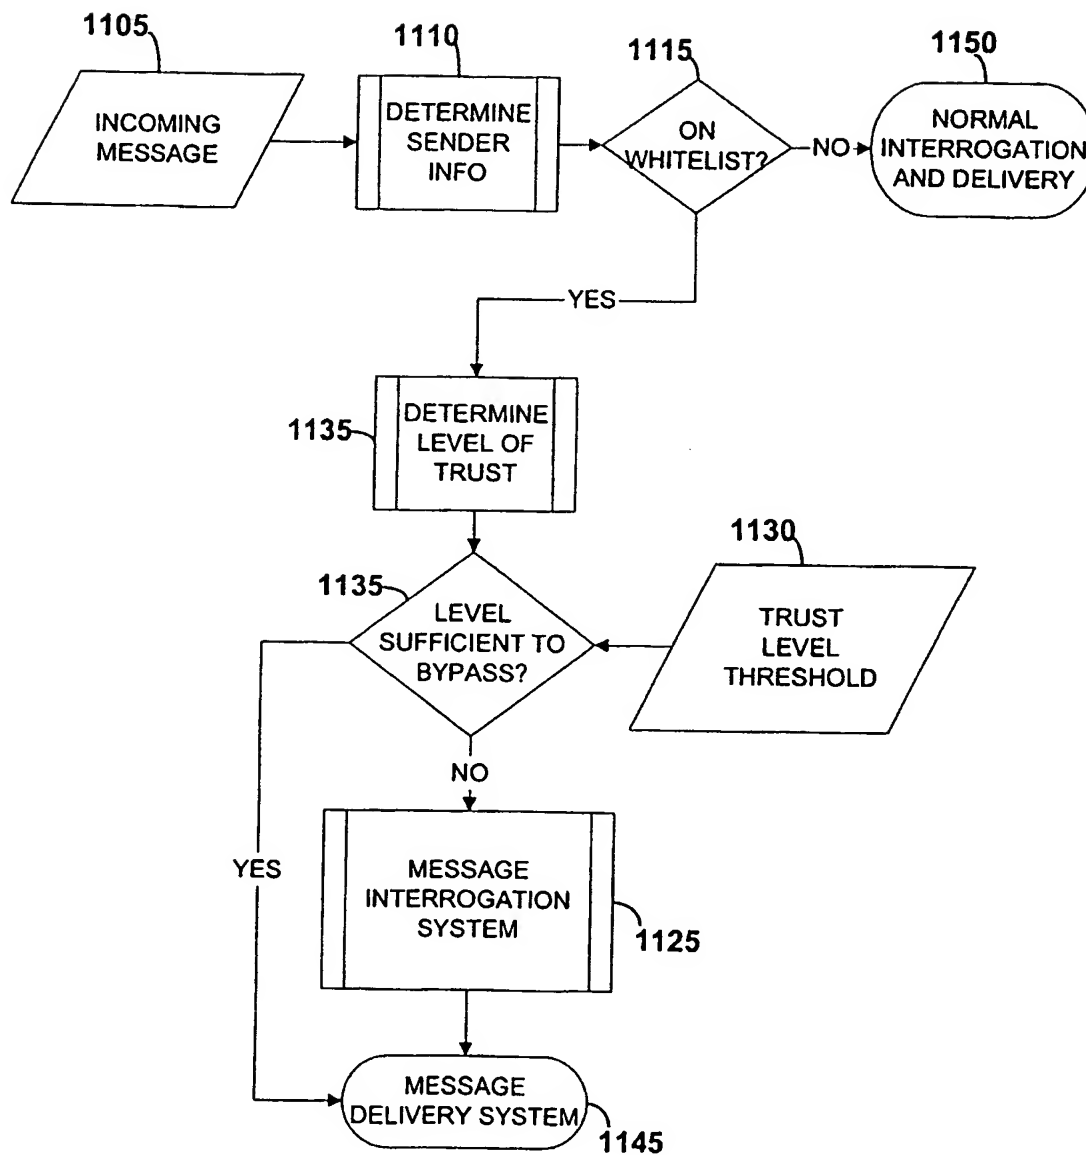 1105
1110
1115
1150
INCOMING
MESSAGE
DETERMINE
SENDER
INFO
ON
WHITELIST?
NO
NORMAL
INTERROGATION
AND DELIVERY
YES
1135
DETERMINE
LEVEL OF
TRUST
1130
1135
LEVEL
SUFFICIENT TO
BYPASS?
TRUST
LEVEL
THRESHOLD
NO
YES
MESSAGE
INTERROGATION
SYSTEM
1125
MESSAGE
DELIVERY SYSTEM
1145